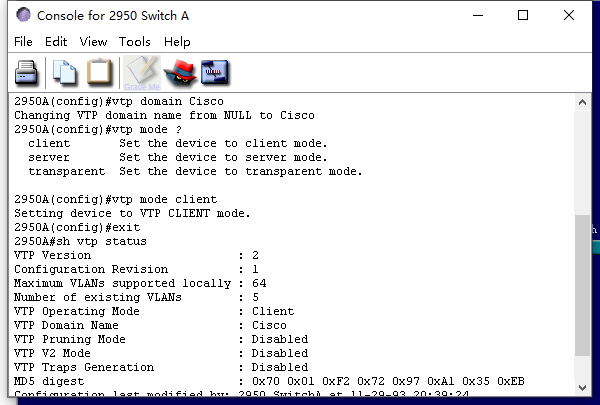 Console for 2950 Switch A
File Edit View Tools Help
Grade Me
2950A(config)#vtp domain Cisco
Changing VTP domain name from NULL to Cisco
2950A(config)#vtp mode ?
client Set the device to client mode.
server Set the device to server mode.
transparent Set the device to transparent mode.
2950A(config)#vtp mode client
Setting device to VTP CLIENT mode.
2950A(config)#exit
2950A#sh vtp status
VTP Version : 2
Configuration Revision : 1
Maximum VLANs supported locally : 64
Number of existing VLANs : 5
VTP Operating Mode : Client
VTP Domain Name : Cisco
VTP Pruning Mode : Disabled
VTP V2 Mode : Disabled
VTP Traps Generation : Disabled
MD5 digest : 0x70 0x01 0xF2 0x72 0x97 0xA1 0x35 0xEB
Configuration last modified by: 2950 SwitchA at 11-29-93 20:39:24